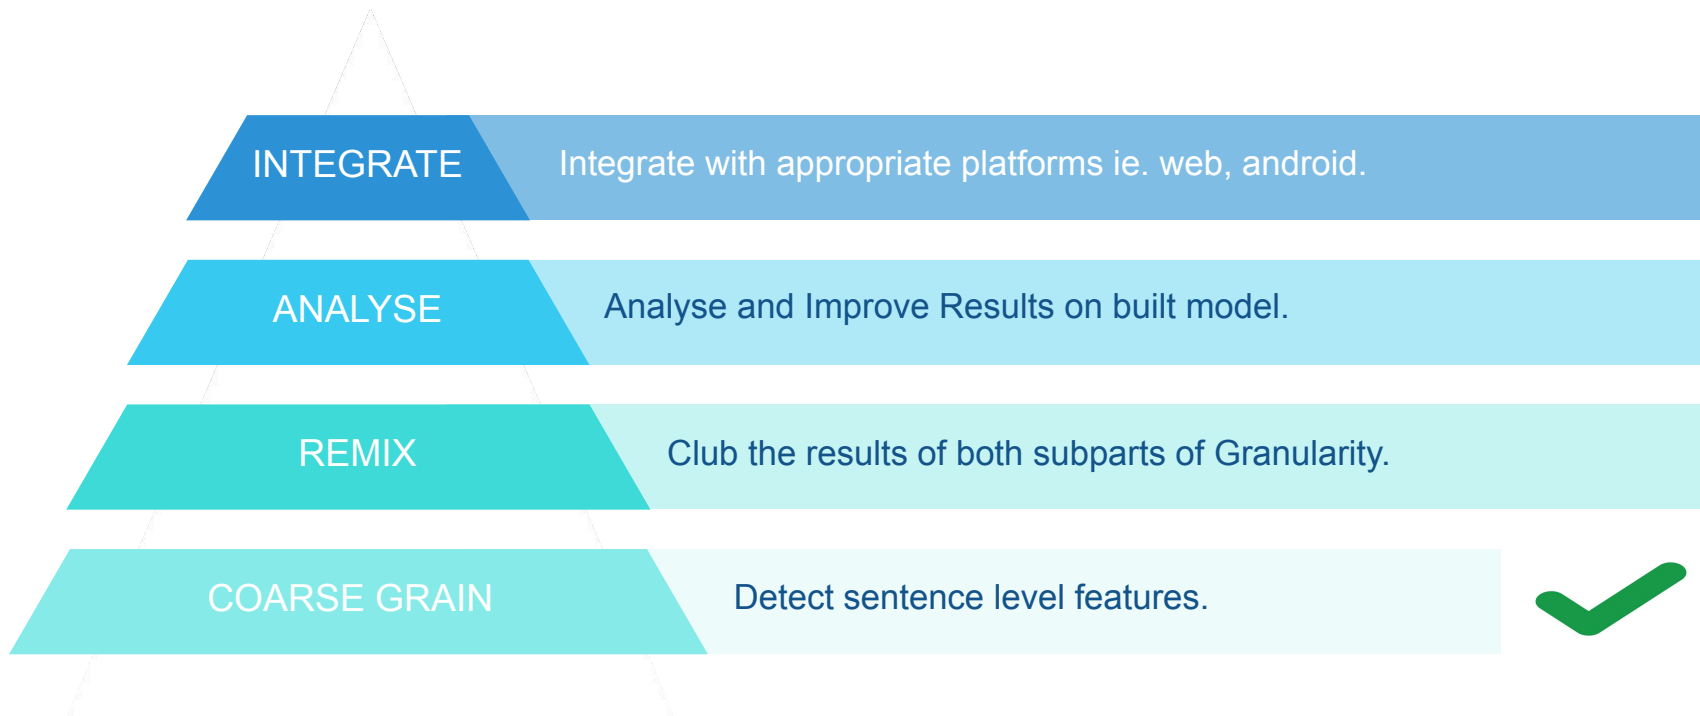 INTEGRATE
Integrate with appropriate platforms ie. web, android.
ANALYSE
Analyse and Improve Results on built model.
REMIX
Club the results of both subparts of Granularity.
COARSE GRAIN
Detect sentence level features.